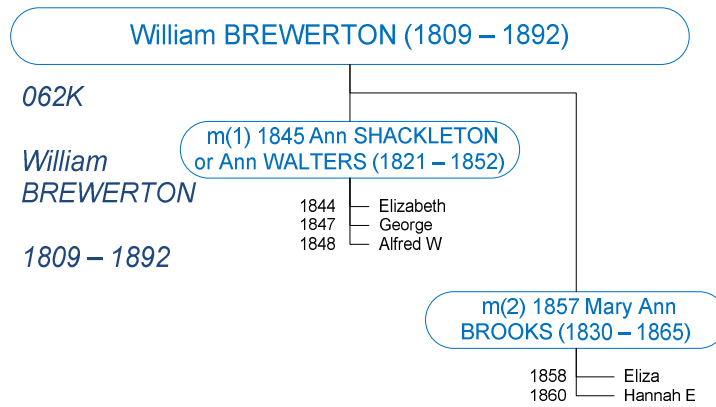 William BREWERTON (1809 – 1892)
062K
William
BREWERTON
1809 – 1892
m(1) 1845 Ann SHACKLETON
or Ann WALTERS (1821 – 1852)
1844 Elizabeth
1847 George
1848 Alfred W
m(2) 1857 Mary Ann
BROOKS (1830 – 1865)
1858 Eliza
1860 Hannah E